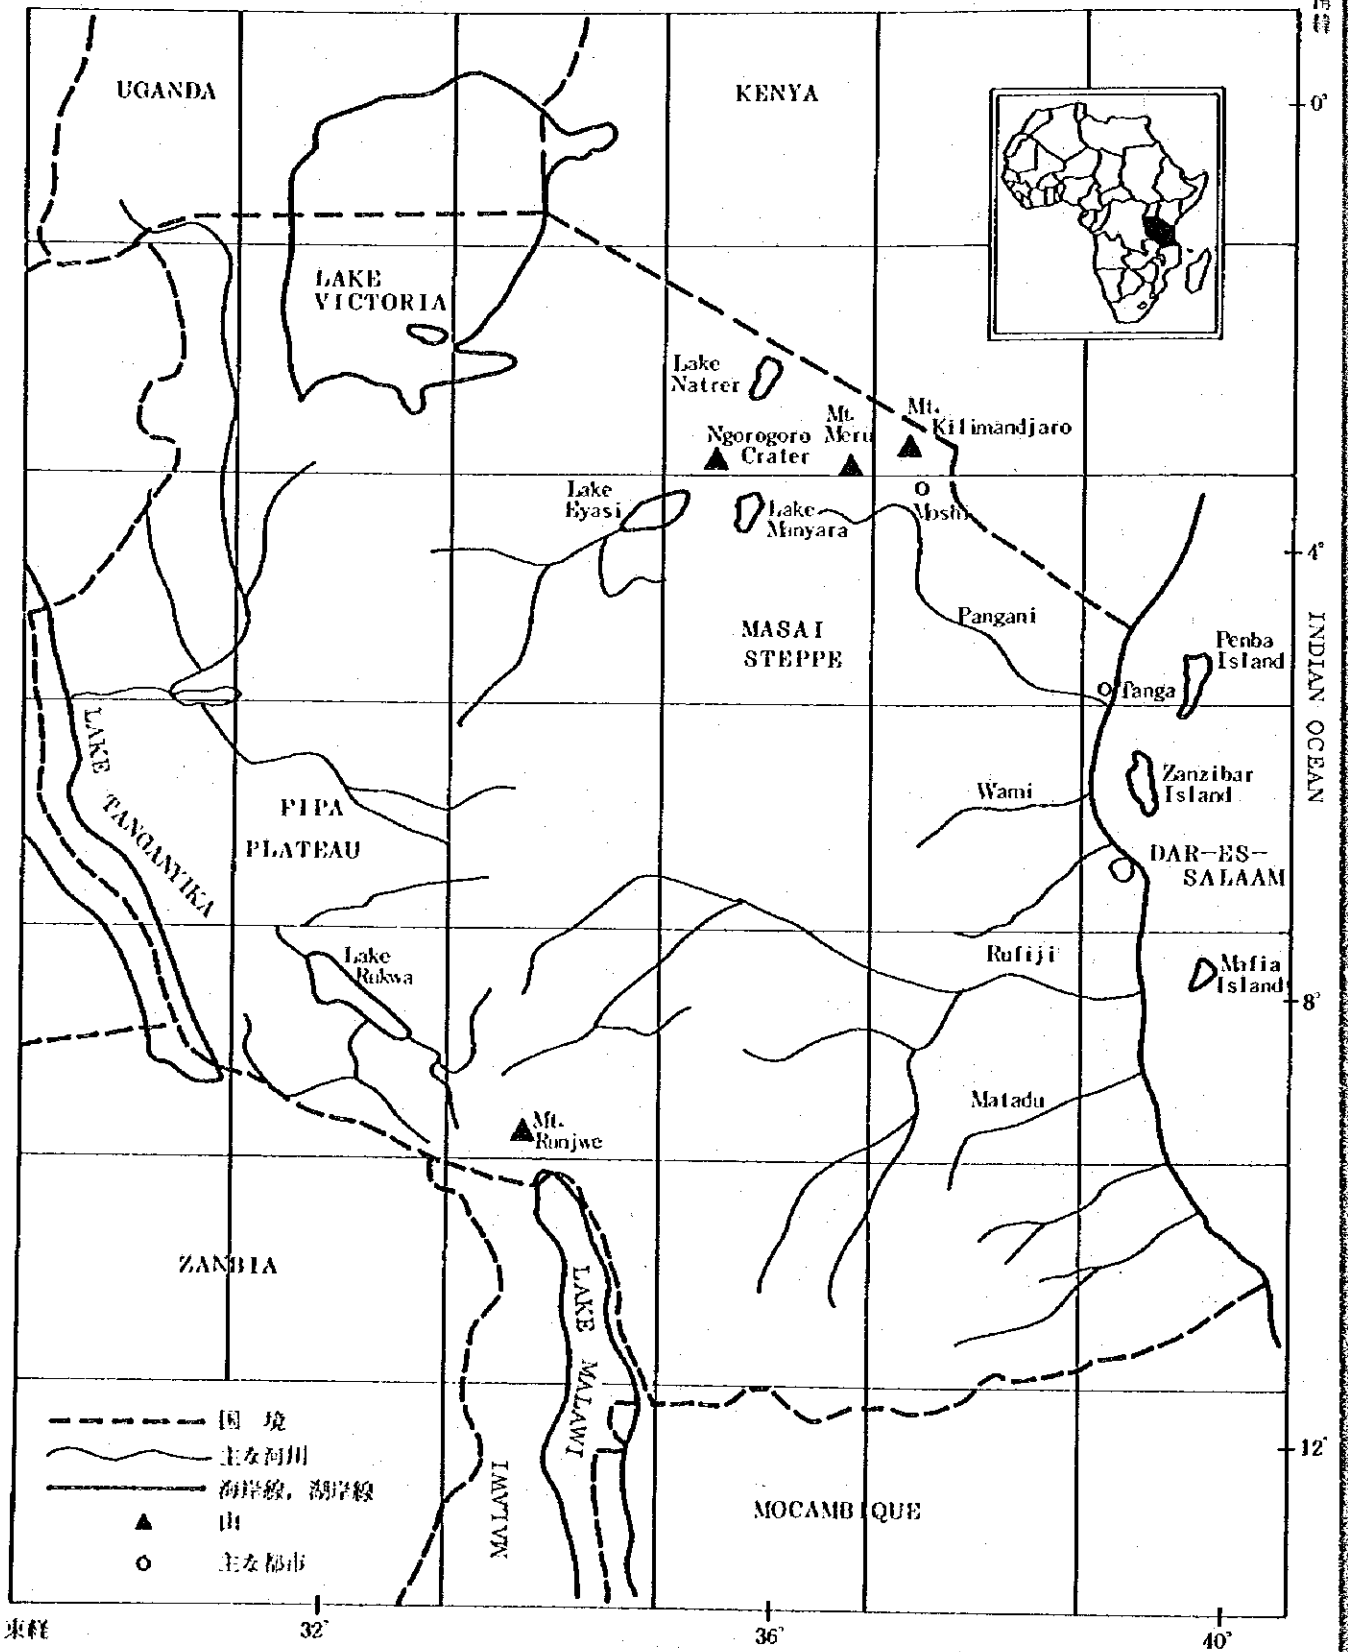 UGANDA
KENYA
0°
LAKE
VICTORIA
Lake
Natrer
Mt.
Meru
Mt.
Kilimandjaro
Ngorogoro
Crater
Lake
Eyasi
Lake
Manyara
Moshi
4°
Pangani
MASAI
STEPPE
Penba
Island
Tanga
INDIAN OCEAN
LAKE TANGANYIKA
Zanzibar
Island
Wami
PIPA
PLATEAU
DAR-ES-
SALAAM
Lake
Rukwa
Rufiji
Mafia
Island
8°
Matadu
Mt.
Runjwe
ZANBIA
LAKE MALAWI
MALAWI
12°
MOCAMBIQUE
国 境
主な河川
海岸線,湖岸線
山
主な都市
東経
32°
36°
40°